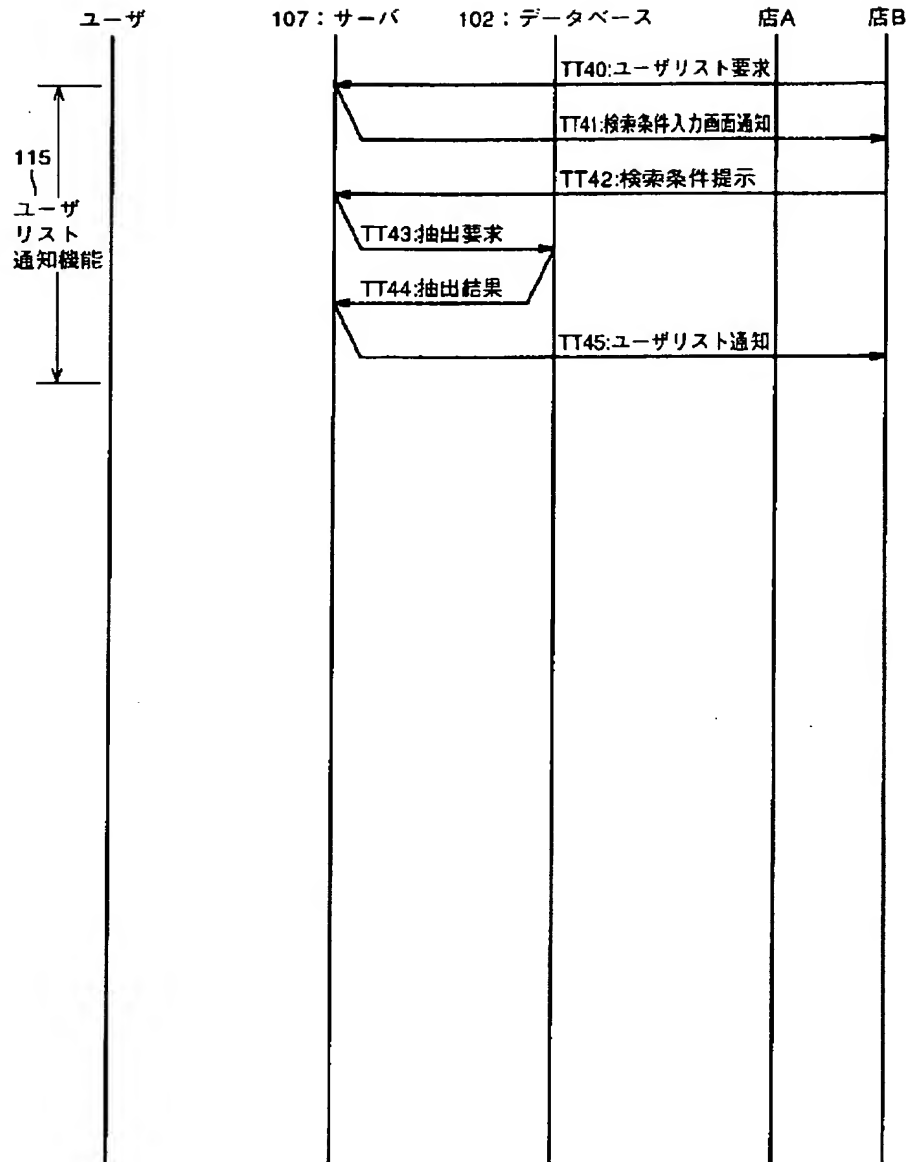 ユーザ 107：サーバ 102：データベース 店A 店B
TT40:ユーザリスト要求
TT41:検索条件入力画面通知
115
ユーザ
リスト
通知機能
TT42:検索条件提示
TT43:抽出要求
TT44:抽出結果
TT45:ユーザリスト通知